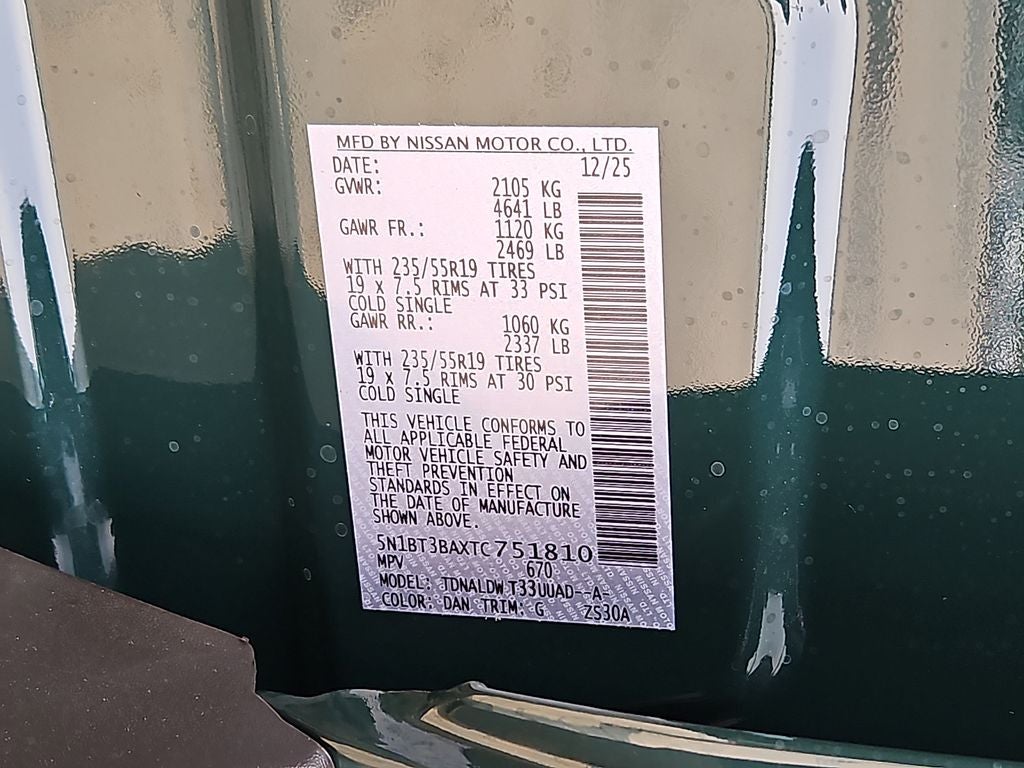 MFD BY NISSAN MOTOR CO., LTD.
DATE: 12/25
GVWR: 2105 KG
4641 LB
GAWR FR.: 1120 KG
2469 LB
WITH 235/55R19 TIRES
19 x 7.5 RIMS AT 33 PSI
COLD SINGLE
GAWR RR.: 1060 KG
2337 LB
WITH 235/55R19 TIRES
19 x 7.5 RIMS AT 30 PSI
COLD SINGLE
THIS VEHICLE CONFORMS TO
ALL APPLICABLE FEDERAL
MOTOR VEHICLE SAFETY AND
THEFT PREVENTION
STANDARDS IN EFFECT ON
THE DATE OF MANUFACTURE
SHOWN ABOVE.
5N1BT3BAXTC751810
MPV 670
MODEL: TDNALDW T33UUAD--A-
COLOR: DAN TRIM: G ZS30A